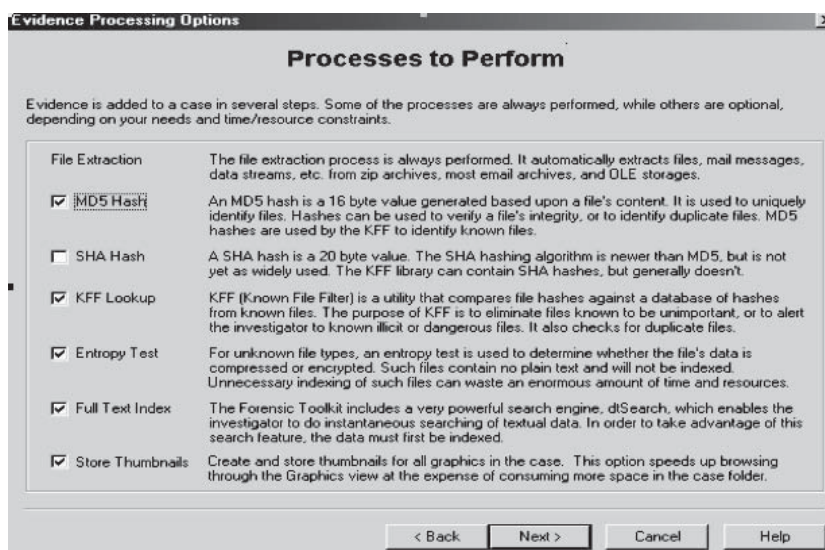 Evidence Processing Options
Processes to Perform
Evidence is added to a case in several steps. Some of the processes are always performed, while others are optional,
depending on your needs and time/resource constraints.
File Extraction
The file extraction process is always performed. It automatically extracts files, mail messages,
data streams, etc. from zip archives, most email archives, and OLE storages.
MD5 Hash
An MD5 hash is a 16 byte value generated based upon a file's content. It is used to uniquely
identify files. Hashes can be used to verify a file's integrity, or to identify duplicate files. MD5
hashes are used by the KFF to identify known files.
SHA Hash
A SHA hash is a 20 byte value. The SHA hashing algorithm is newer than MD5, but is not
yet as widely used. The KFF library can contain SHA hashes, but generally doesn't.
KFF Lookup
KFF (Known File Filter) is a utility that compares file hashes against a database of hashes
from known files. The purpose of KFF is to eliminate files known to be unimportant, or to alert
the investigator to known illicit or dangerous files. It also checks for duplicate files.
Entropy Test
For unknown file types, an entropy test is used to determine whether the file's data is
compressed or encrypted. Such files contain no plain text and will not be indexed.
Unnecessary indexing of such files can waste an enormous amount of time and resources.
Full Text Index
The Forensic Toolkit includes a very powerful search engine, dtSearch, which enables the
investigator to do instantaneous searching of textual data. In order to take advantage of this
search feature, the data must first be indexed.
Store Thumbnails
Create and store thumbnails for all graphics in the case. This option speeds up browsing
through the Graphics view at the expense of consuming more space in the case folder.
< Back
Next >
Cancel
Help